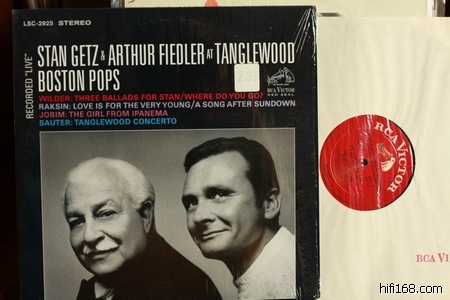 LSC-2925 STEREO
STAN GETZ & ARTHUR FIEDLER AT TANGLEWOOD
BOSTON POPS
RECORDED "LIVE"
RCA VICTOR
RED SEAL
WILDER: THREE BALLADS FOR STAN/WHERE DO YOU GO?
RAKSIN: LOVE IS FOR THE VERY YOUNG/A SONG AFTER SUNDOWN
JOBIM: THE GIRL FROM IPANEMA
SAUTER: TANGLEWOOD CONCERTO
RCA VICTOR
RCA VI
hifi168.com